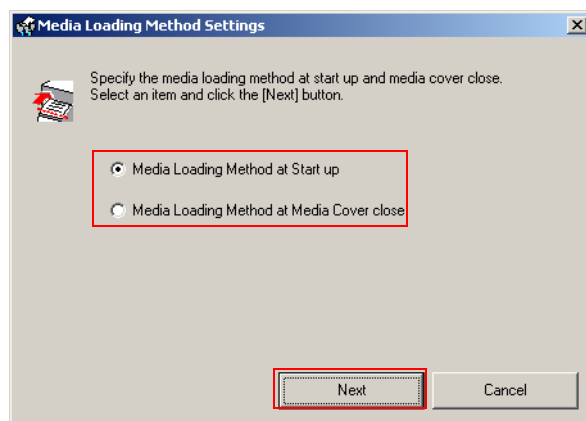 Media Loading Method Settings
Specify the media loading method at start up and media cover close.
Select an item and click the [Next] button.
Media Loading Method at Start up
Media Loading Method at Media Cover close
Next
Cancel